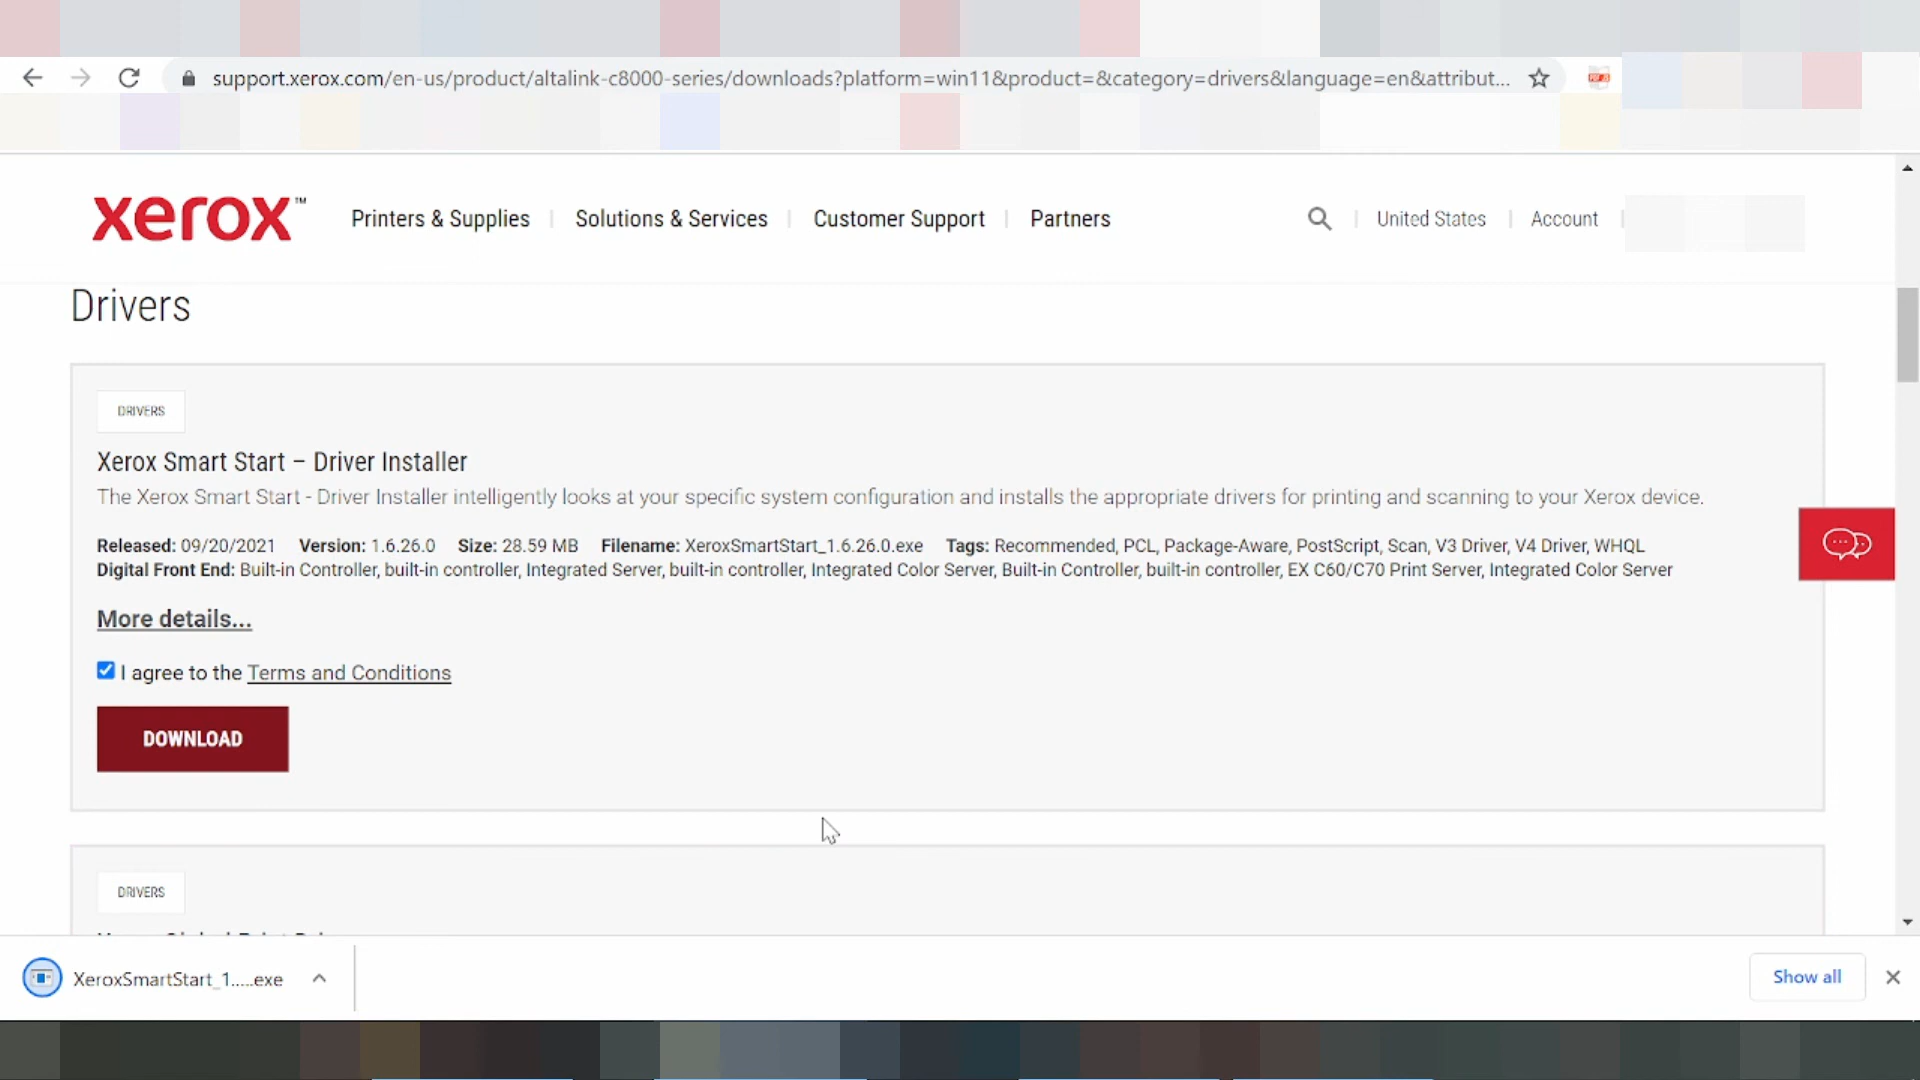 support.xerox.com/en-us/product/altalink-c8000-series/downloads?platform=win11&product=&category=drivers&language=en&attribut...
xerox™
Printers & Supplies
Solutions & Services
Customer Support
Partners
United States
Account
Drivers
DRIVERS
Xerox Smart Start – Driver Installer
The Xerox Smart Start - Driver Installer intelligently looks at your specific system configuration and installs the appropriate drivers for printing and scanning to your Xerox device.
Released: 09/20/2021 Version: 1.6.26.0 Size: 28.59 MB Filename: XeroxSmartStart_1.6.26.0.exe Tags: Recommended, PCL, Package-Aware, PostScript, Scan, V3 Driver, V4 Driver, WHQL
Digital Front End: Built-in Controller, built-in controller, Integrated Server, built-in controller, Integrated Color Server, Built-in Controller, built-in controller, EX C60/C70 Print Server, Integrated Color Server
More details...
I agree to the Terms and Conditions
DOWNLOAD
DRIVERS
XeroxSmartStart_1.....exe
Show all